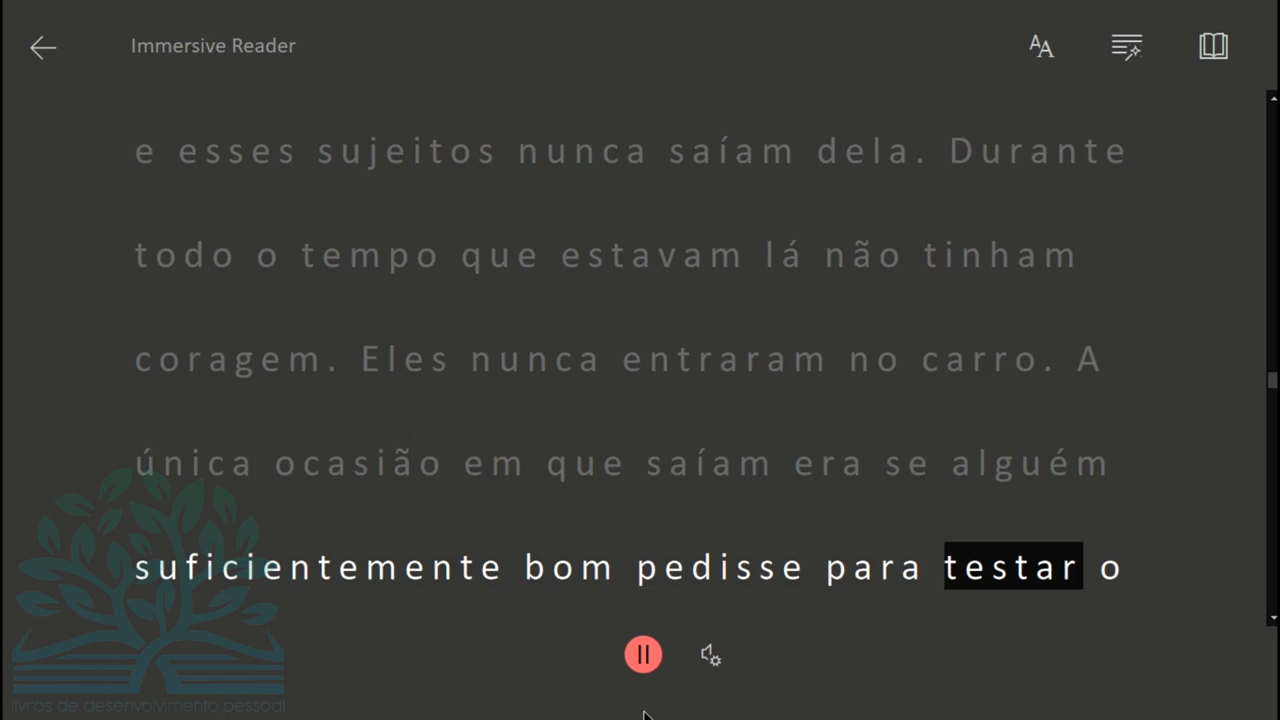 Immersive Reader
e esses sujeitos nunca saíam dela. Durante
todo o tempo que estavam lá não tinham
coragem. Eles nunca entraram no carro. A
única ocasião em que saíam era se alguém
suficientemente bom pedisse para testar o
livros de desenvolvimento pessoal